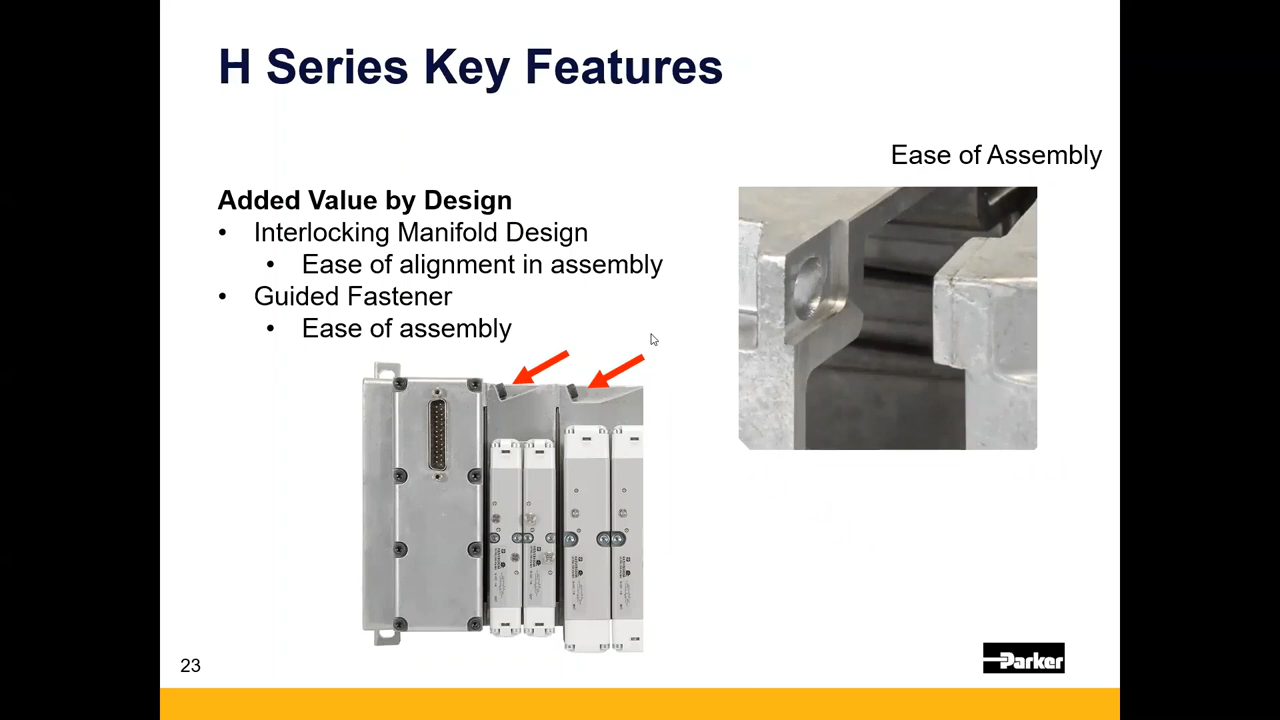 H Series Key Features
Ease of Assembly
Added Value by Design
• Interlocking Manifold Design
• Ease of alignment in assembly
• Guided Fastener
• Ease of assembly
23
Parker